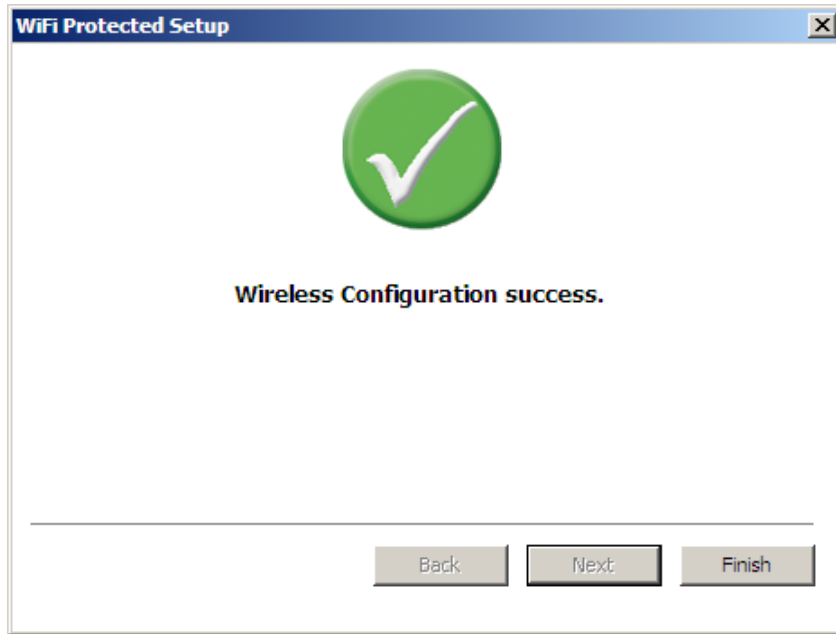 WiFi Protected Setup
Wireless Configuration success.
Back Next Finish